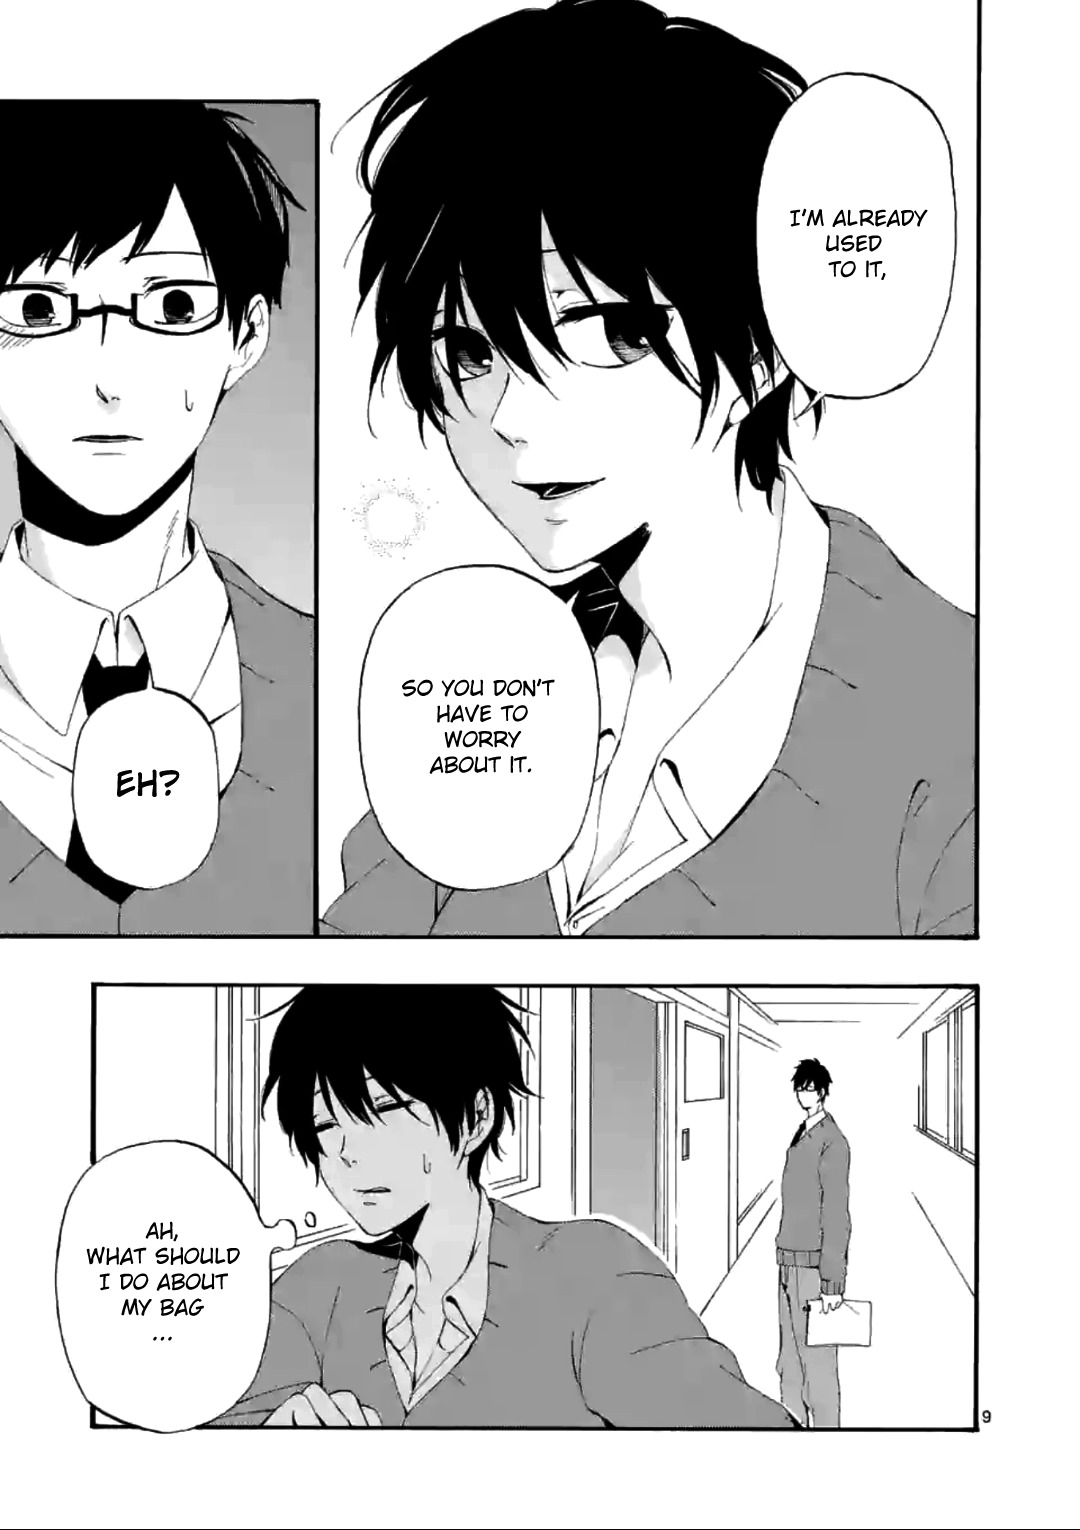 I'M ALREADY
USED
TO IT,
SO YOU DON'T
HAVE TO
WORRY
ABOUT IT.
EH?
AH,
WHAT SHOULD
I DO ABOUT
MY BAG
...
9